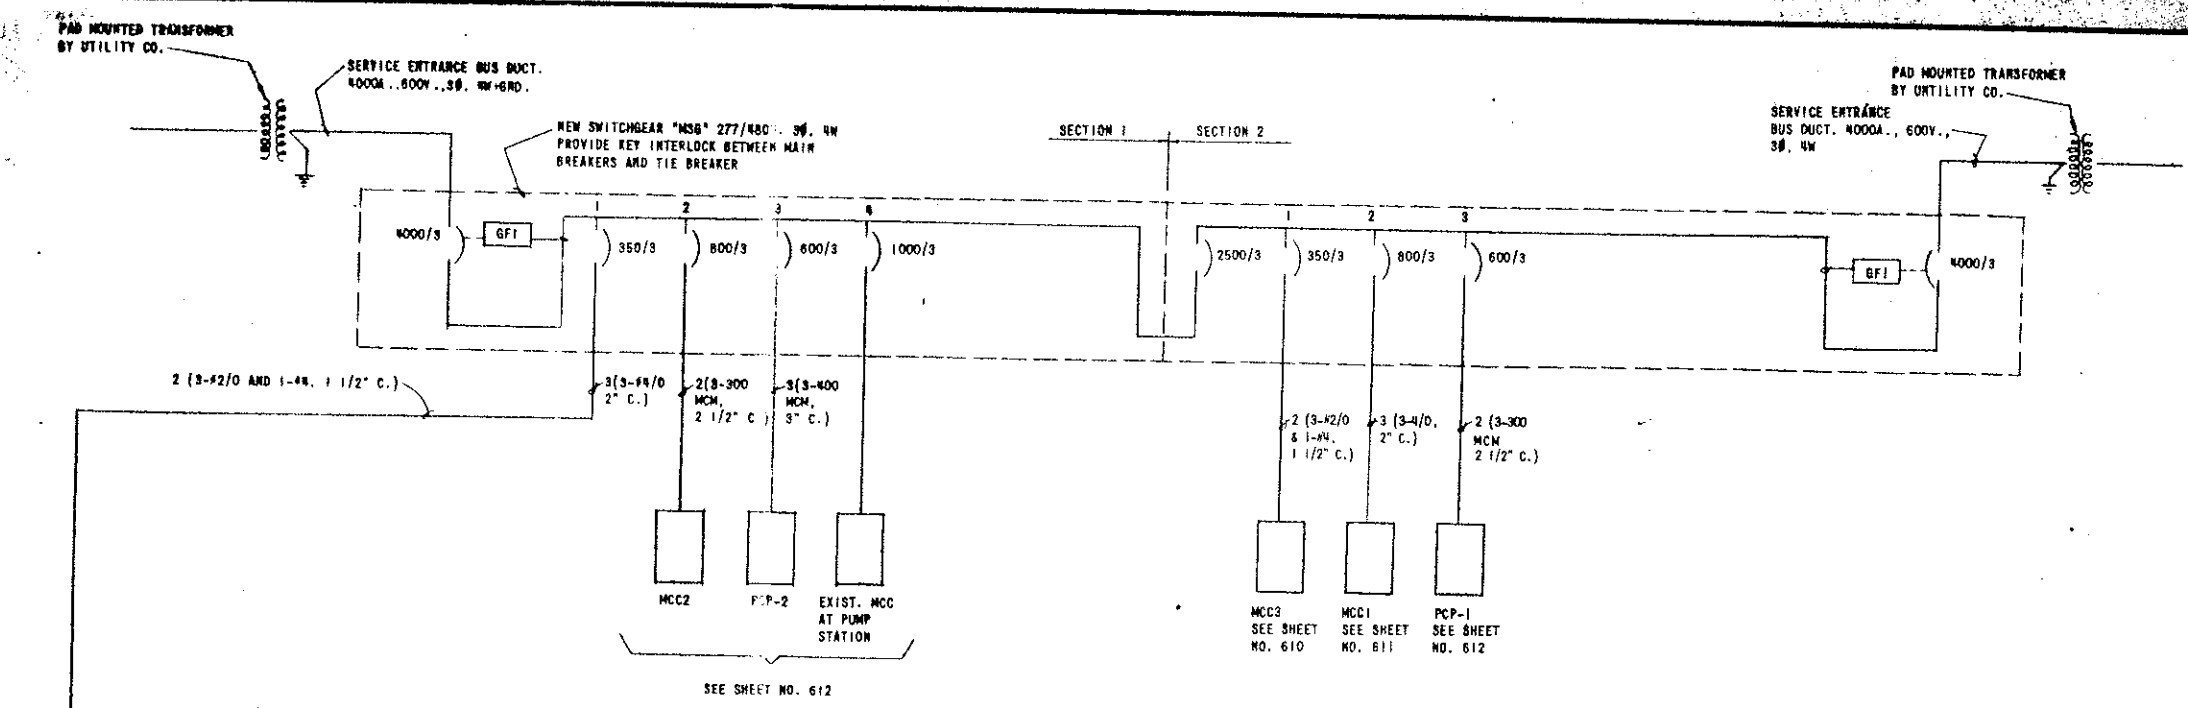 PAD MOUNTED TRANSFORMER
BY UTILITY CO.
SERVICE ENTRANCE BUS DUCT.
4000A..600V.,3Ø. 4W+GRD.
NEW SWITCHGEAR "MSG" 277/480 . 3Ø, 4W
PROVIDE KEY INTERLOCK BETWEEN MAIN
BREAKERS AND TIE BREAKER
SECTION 1
SECTION 2
PAD MOUNTED TRANSFORMER
BY UNTILITY CO.
SERVICE ENTRANCE
BUS DUCT. 4000A., 600V.,
3Ø, 4W
4000/3
GFI
350/3
2
800/3
3
600/3
4
1000/3
2500/3
1
350/3
2
800/3
3
600/3
GFI
4000/3
2 (3-#2/0 AND 1-#4, 1 1/2" C.)
3(3-#4/0
2" C.)
2(3-300
MCM,
2 1/2" C )
3(3-400
MCM,
3" C.)
2 (3-#2/0
& 1-#4.
1 1/2" C.)
3 (3-4/0,
2" C.)
2 (3-300
MCM
2 1/2" C.)
MCC2
P P-2
EXIST. MCC
AT PUMP
STATION
SEE SHEET NO. 612
MCC3
SEE SHEET
NO. 610
MCC1
SEE SHEET
NO. 611
PCP-1
SEE SHEET
NO. 612